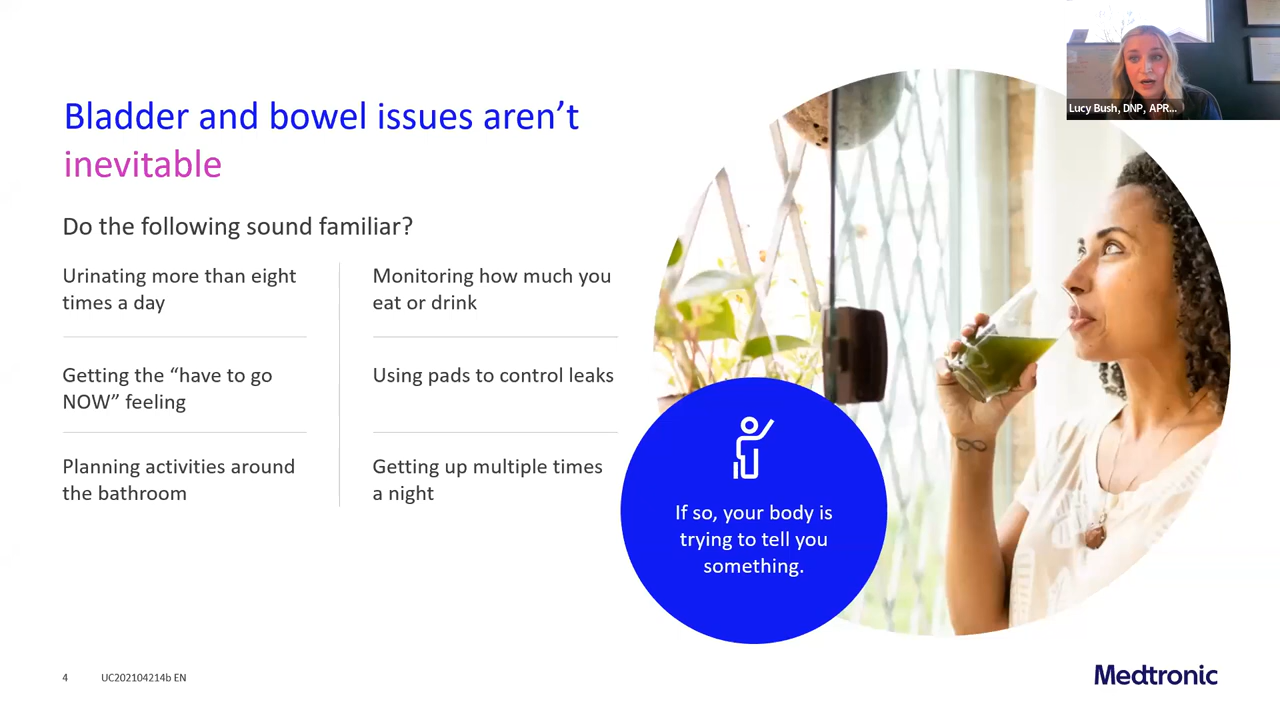 Bladder and bowel issues aren’t
inevitable
Do the following sound familiar?
Urinating more than eight
times a day
Monitoring how much you
eat or drink
Getting the “have to go
NOW” feeling
Using pads to control leaks
Planning activities around
the bathroom
Getting up multiple times
a night
If so, your body is
trying to tell you
something.
Lucy Bush, DNP, APR...
4
UC202104214b EN
Medtronic